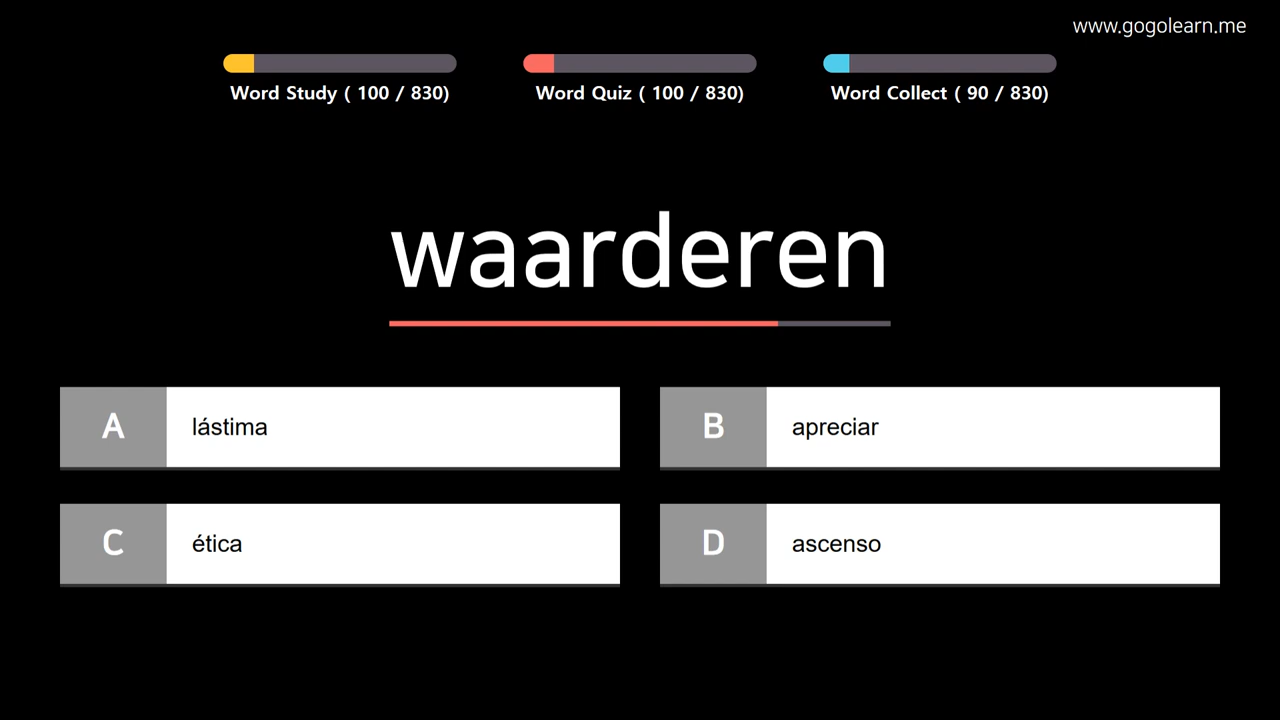 www.gogolearn.me
Word Study ( 100 / 830)
Word Quiz ( 100 / 830)
Word Collect ( 90 / 830)
waarderen
A lástima
B apreciar
C ética
D ascenso